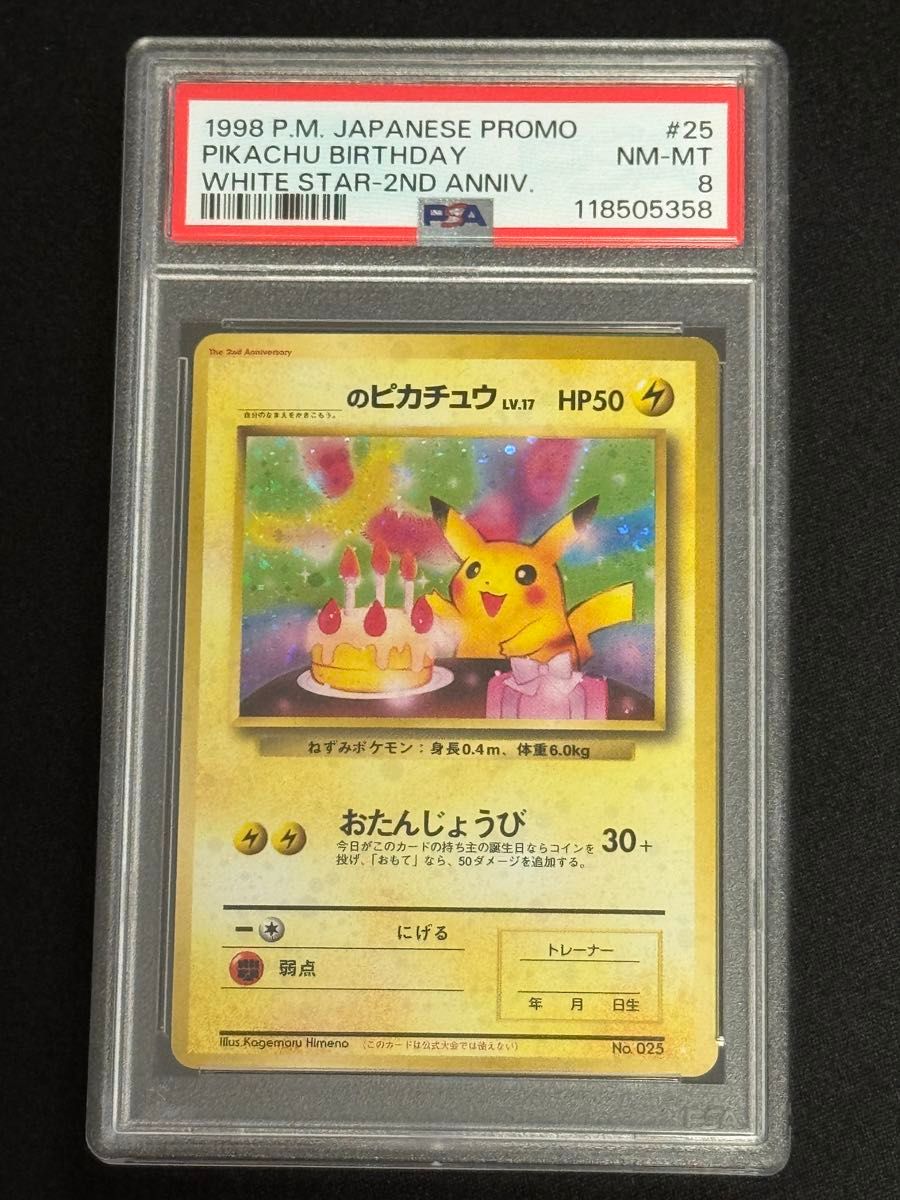 1998 P.M. JAPANESE PROMO #25
PIKACHU BIRTHDAY NM-MT
WHITE STAR-2ND ANNIV. 8
PSA 118505358
The 2nd Anniversary
のピカチュウ LV.17 HP50
自分のなまえをかきこもう。
ねずみポケモン：身長0.4m、体重6.0kg
おたんじょうび
今日がこのカードの持ち主の誕生日ならコインを
投げ、「おもて」なら、50ダメージを追加する。
30+
にげる
弱点
トレーナー
年 月 日生
Illus. Kagemaru Himeno (このカードは公式大会では使えない) No. 025
PSA